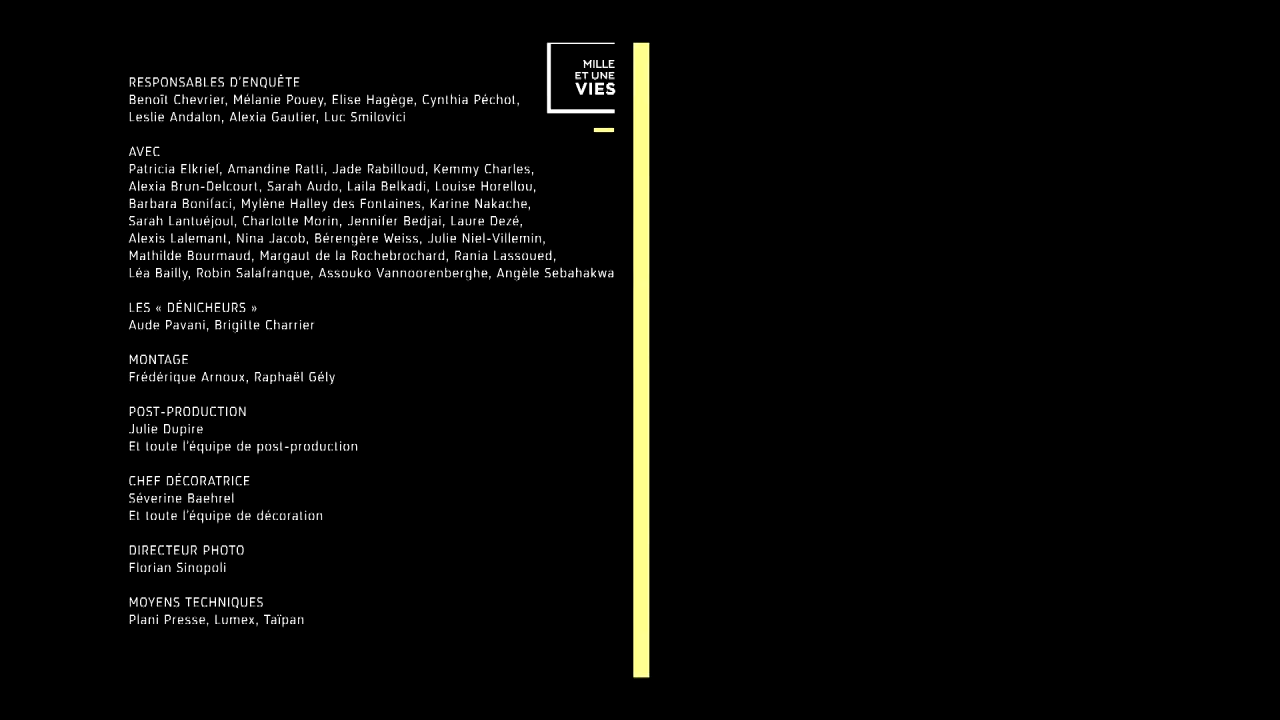 MILLE
ET UNE
VIES
RESPONSABLES D'ENQUÊTE
Benoît Chevrier, Mélanie Pouey, Elise Hagège, Cynthia Péchot,
Leslie Andalon, Alexia Gautier, Luc Smilovici
AVEC
Patricia Elkrief, Amandine Ratti, Jade Rabilloud, Kemmy Charles,
Alexia Brun-Delcourt, Sarah Audo, Laila Belkadi, Louise Horellou,
Barbara Bonifaci, Mylène Halley des Fontaines, Karine Nakache,
Sarah Lantuéjoul, Charlotte Morin, Jennifer Bedjai, Laure Dezé,
Alexis Lalemant, Nina Jacob, Bérengère Weiss, Julie Niel-Villemin,
Mathilde Bourmaud, Margaut de la Rochebrochard, Rania Lassoued,
Léa Bailly, Robin Salafranque, Assouko Vannoorenberghe, Angèle Sebahakwa
LES « DÉNICHEURS »
Aude Pavani, Brigitte Charrier
MONTAGE
Frédérique Arnoux, Raphaël Gély
POST-PRODUCTION
Julie Dupire
Et toute l'équipe de post-production
CHEF DÉCORATRICE
Séverine Baehrel
Et toute l'équipe de décoration
DIRECTEUR PHOTO
Florian Sinopoli
MOYENS TECHNIQUES
Plani Presse, Lumex, Taïpan